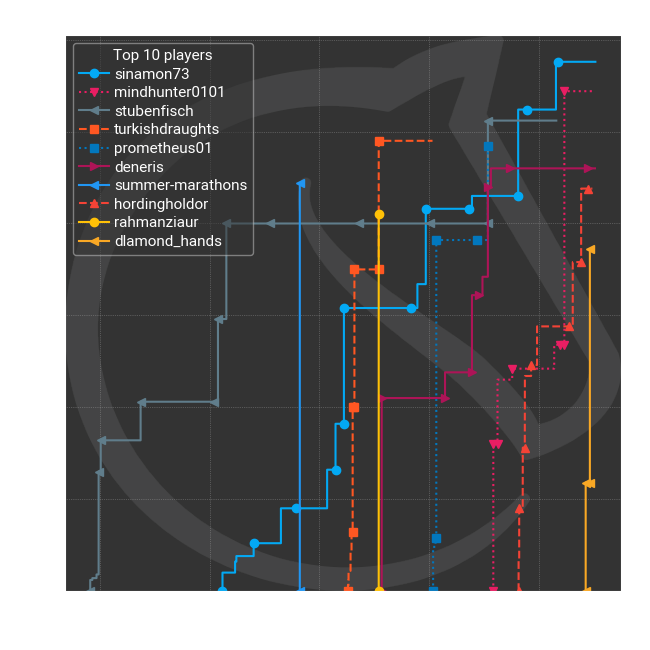 Top 10 players
sinamon73
mindhunter0101
stubenfisch
turkishdraughts
prometheus01
deneris
summer-marathons
hordingholdor
rahmanziaur
dlamond_hands